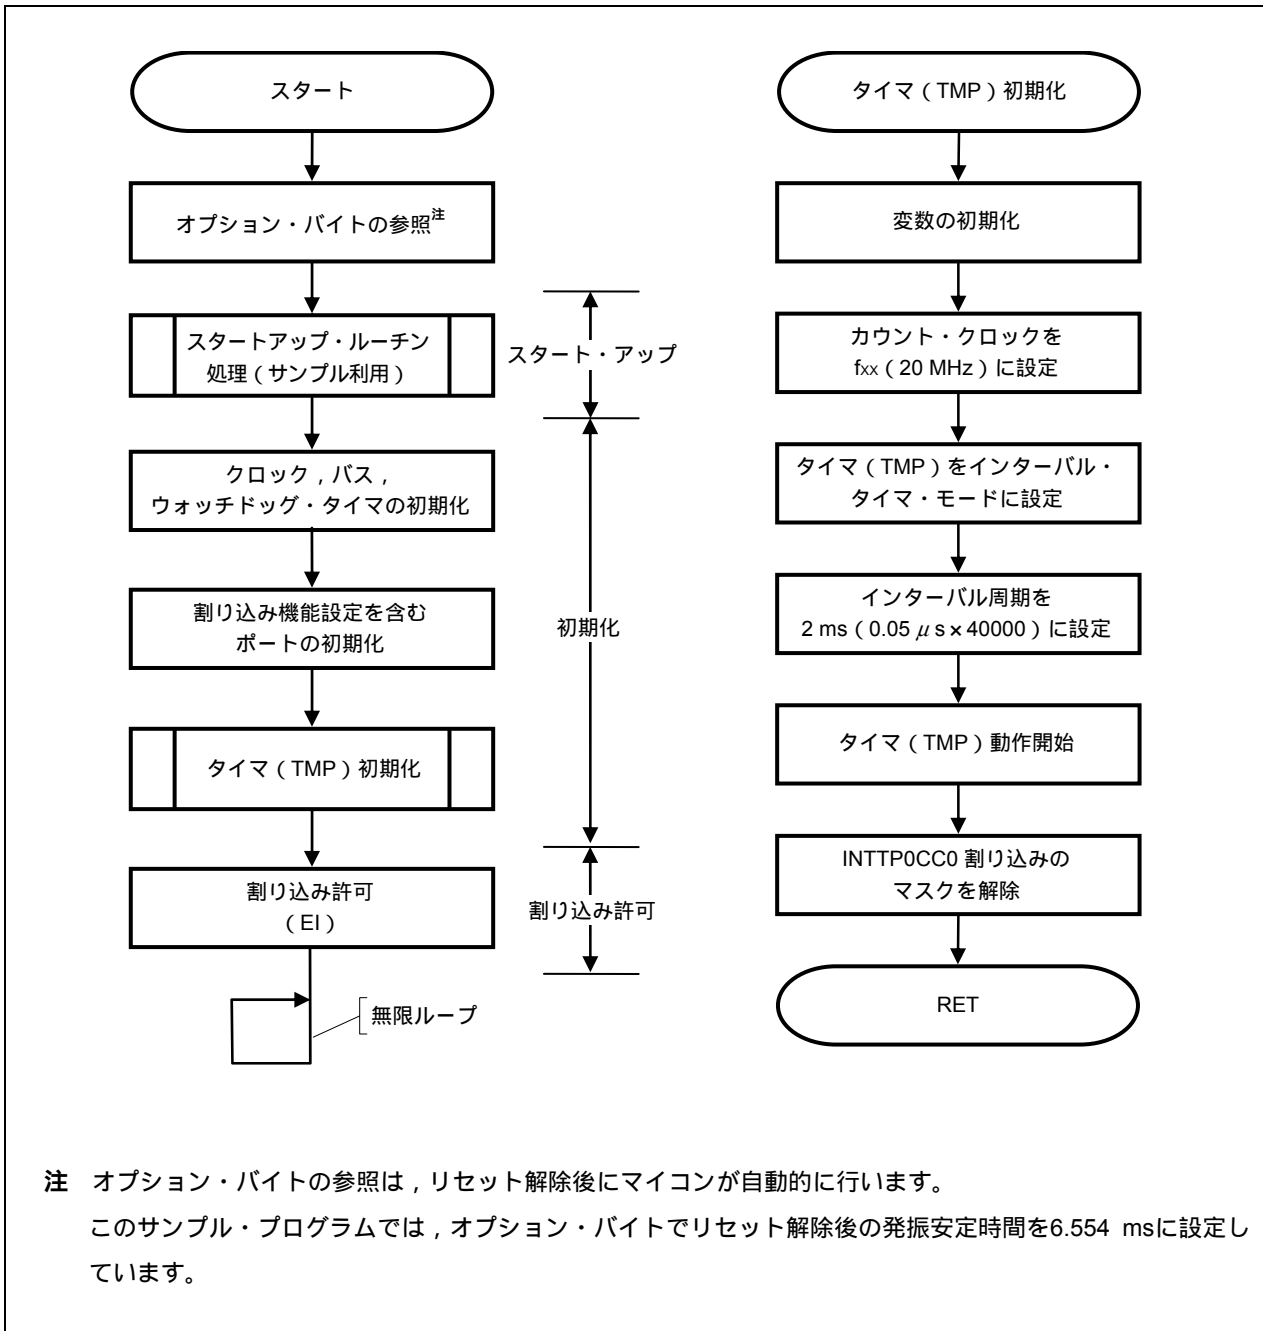 スタート
オプション・バイトの参照注
スタートアップ・ルーチン
処理(サンプル利用)
クロック,バス,
ウォッチドッグ・タイマの初期化
割り込み機能設定を含む
ポートの初期化
タイマ(TMP)初期化
割り込み許可
(EI)
無限ループ
スタート・アップ
初期化
割り込み許可
タイマ(TMP)初期化
変数の初期化
カウント・クロックを
fxx(20 MHz)に設定
タイマ(TMP)をインターバル・
タイマ・モードに設定
インターバル周期を
2 ms(0.05 μs×40000)に設定
タイマ(TMP)動作開始
INTTP0CC0 割り込みの
マスクを解除
RET
注 オプション・バイトの参照は,リセット解除後にマイコンが自動的に行います。
このサンプル・プログラムでは,オプション・バイトでリセット解除後の発振安定時間を6.554 msに設定し
ています。